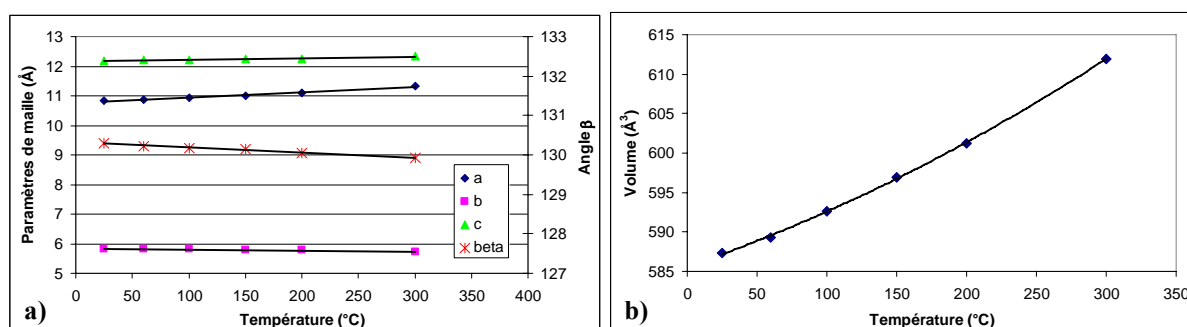 13
12
11
10
9
8
7
6
5
Paramètres de maille (Å)
133
132
131
130
129
128
127
Angle β
a
b
c
beta
0 50 100 150 200 250 300 350 400
Température (°C)
a)
615
610
605
600
595
590
585
Volume (Å³)
0 50 100 150 200 250 300 350
Température (°C)
b)